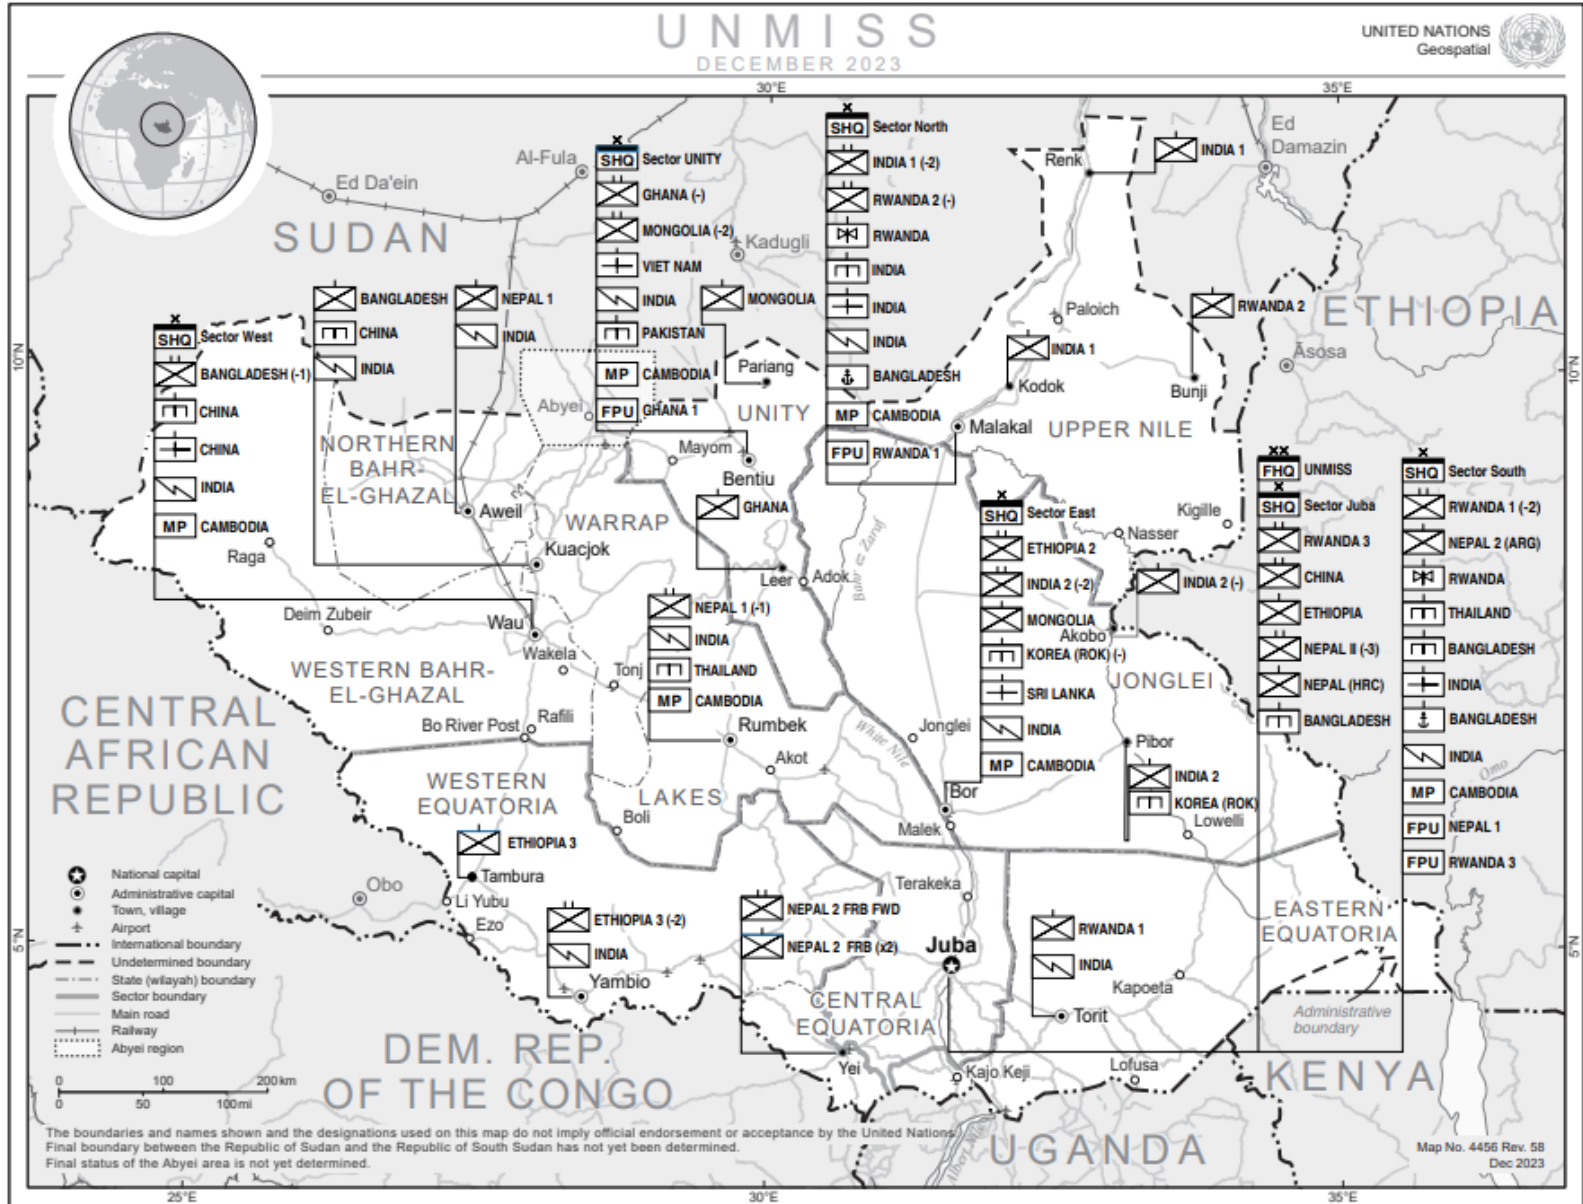 UNMISS
DECEMBER 2023
UNITED NATIONS
Geospatial
30°E
35°E
SUDAN
Ed Da'ein
Al-Fula
Kadugli
Ed
Damazin
Renk
ETHIOPIA
Āsosa
10°N
10°N
SHQ Sector West
BANGLADESH (-1)
CHINA
CHINA
INDIA
MP CAMBODIA
BANGLADESH
CHINA
INDIA
NEPAL 1
INDIA
SHQ Sector UNITY
GHANA (-)
MONGOLIA (-2)
VIET NAM
INDIA
PAKISTAN
MP CAMBODIA
FPU GHANA 1
MONGOLIA
SHQ Sector North
INDIA 1 (-2)
RWANDA 2 (-)
RWANDA
INDIA
INDIA
INDIA
BANGLADESH
MP CAMBODIA
FPU RWANDA 1
INDIA 1
INDIA 1
RWANDA 2
Paloich
Kodok
Bunji
Malakal
UPPER NILE
Pariang
UNITY
Abyei
Mayom
Bentiu
NORTHERN
BAHR-
EL-GHAZAL
Aweil
WARRAP
Kuacjok
Raga
GHANA
Leer
Adok
Bahr ez Zaraf
Nasser
Kigille
SHQ Sector East
ETHIOPIA 2
INDIA 2 (-2)
MONGOLIA
KOREA (ROK) (-)
SRI LANKA
INDIA
MP CAMBODIA
INDIA 2 (-)
Akobo
JONGLEI
FHQ UNMISS
SHQ Sector Juba
RWANDA 3
CHINA
ETHIOPIA
NEPAL II (-3)
NEPAL (HRC)
BANGLADESH
SHQ Sector South
RWANDA 1 (-2)
NEPAL 2 (ARG)
RWANDA
THAILAND
BANGLADESH
INDIA
BANGLADESH
INDIA
MP CAMBODIA
FPU NEPAL 1
FPU RWANDA 3
Deim Zubeir
Wau
Wakela
Tonj
WESTERN BAHR-
EL-GHAZAL
Bo River Post
Rafili
NEPAL 1 (-1)
INDIA
THAILAND
MP CAMBODIA
Rumbek
Akot
White Nile
Jonglei
Pibor
INDIA 2
KOREA (ROK)
Lowelli
Omo
CENTRAL
AFRICAN
REPUBLIC
WESTERN
EQUATORIA
LAKES
Boli
Bor
Malek
ETHIOPIA 3
Tambura
Li Yubu
Ezo
Obo
ETHIOPIA 3 (-2)
INDIA
Yambio
NEPAL 2 FRB FWD
NEPAL 2 FRB (x2)
Terakeka
Juba
RWANDA 1
INDIA
Torit
Kapoeta
EASTERN
EQUATORIA
CENTRAL
EQUATORIA
Administrative
boundary
Yei
Kajo Keji
Lofusa
5°N
5°N
National capital
Administrative capital
Town, village
Airport
International boundary
Undetermined boundary
State (wilayah) boundary
Sector boundary
Main road
Railway
Abyei region
0 100 200 km
0 50 100 mi
DEM. REP.
OF THE CONGO
KENYA
UGANDA
The boundaries and names shown and the designations used on this map do not imply official endorsement or acceptance by the United Nations.
Final boundary between the Republic of Sudan and the Republic of South Sudan has not yet been determined.
Final status of the Abyei area is not yet determined.
Map No. 4456 Rev. 58
Dec 2023
25°E
30°E
35°E